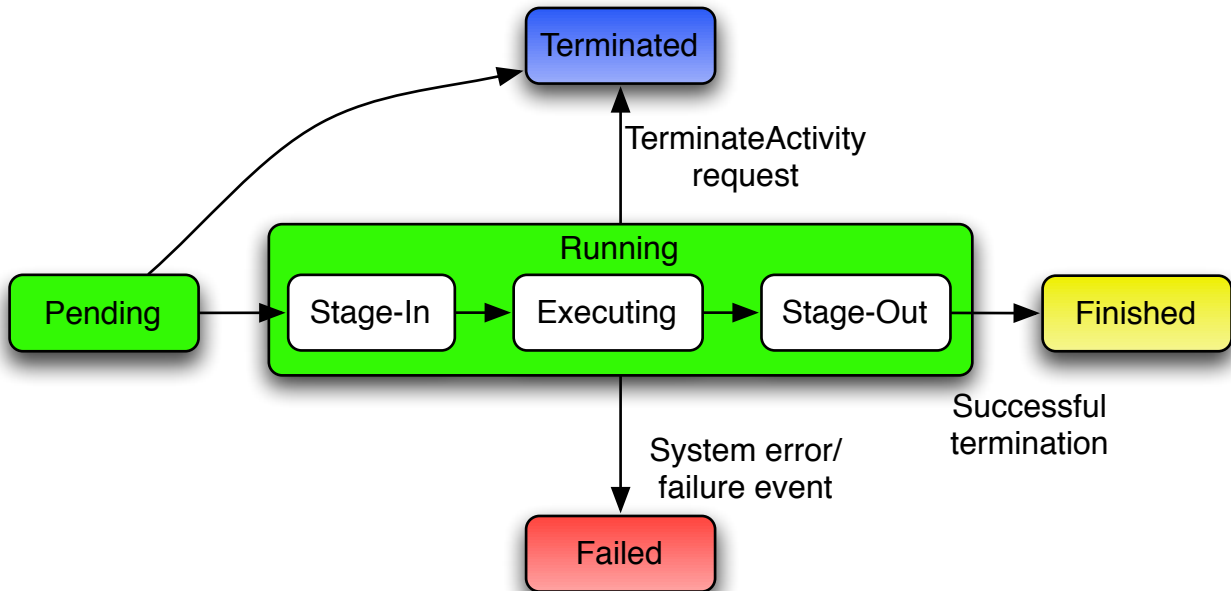 Terminated
TerminateActivity
request
Running
Pending
Stage-In
Executing
Stage-Out
Finished
Successful
termination
System error/
failure event
Failed